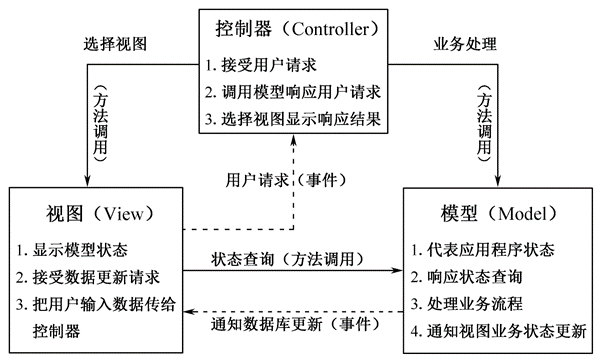 控制器（Controller）
1. 接受用户请求
2. 调用模型响应用户请求
3. 选择视图显示响应结果
选择视图
（方法调用）
业务处理
（方法调用）
用户请求（事件）
视图（View）
1. 显示模型状态
2. 接受数据更新请求
3. 把用户输入数据传给
控制器
状态查询（方法调用）
通知数据库更新（事件）
模型（Model）
1. 代表应用程序状态
2. 响应状态查询
3. 处理业务流程
4. 通知视图业务状态更新